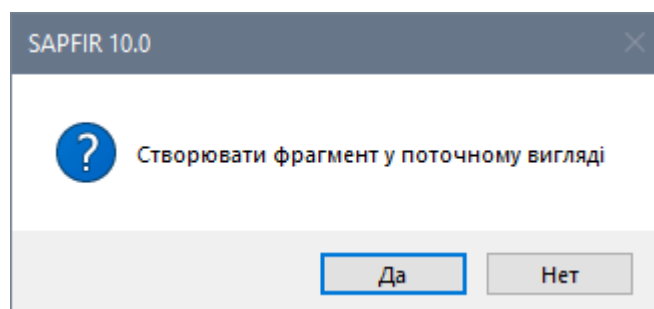 SAPFIR 10.0
Створювати фрагмент у поточному вигляді
Да
Нет